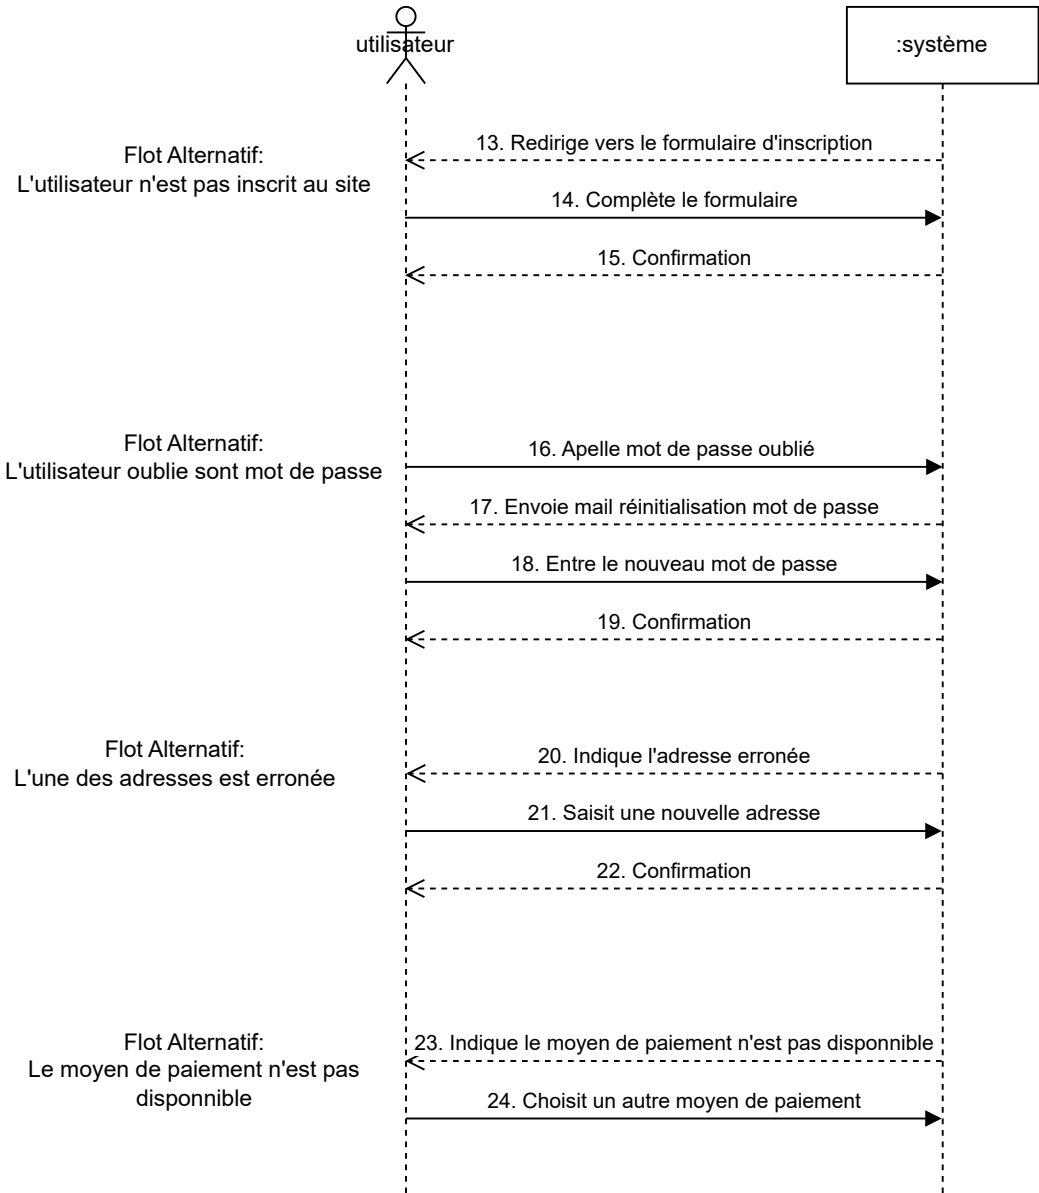 utilisateur
:système
Flot Alternatif:
L'utilisateur n'est pas inscrit au site
13. Redirige vers le formulaire d'inscription
14. Complète le formulaire
15. Confirmation
Flot Alternatif:
L'utilisateur oublie sont mot de passe
16. Apelle mot de passe oublié
17. Envoie mail réinitialisation mot de passe
18. Entre le nouveau mot de passe
19. Confirmation
Flot Alternatif:
L'une des adresses est erronée
20. Indique l'adresse erronée
21. Saisit une nouvelle adresse
22. Confirmation
Flot Alternatif:
Le moyen de paiement n'est pas
disponnible
23. Indique le moyen de paiement n'est pas disponnible
24. Choisit un autre moyen de paiement